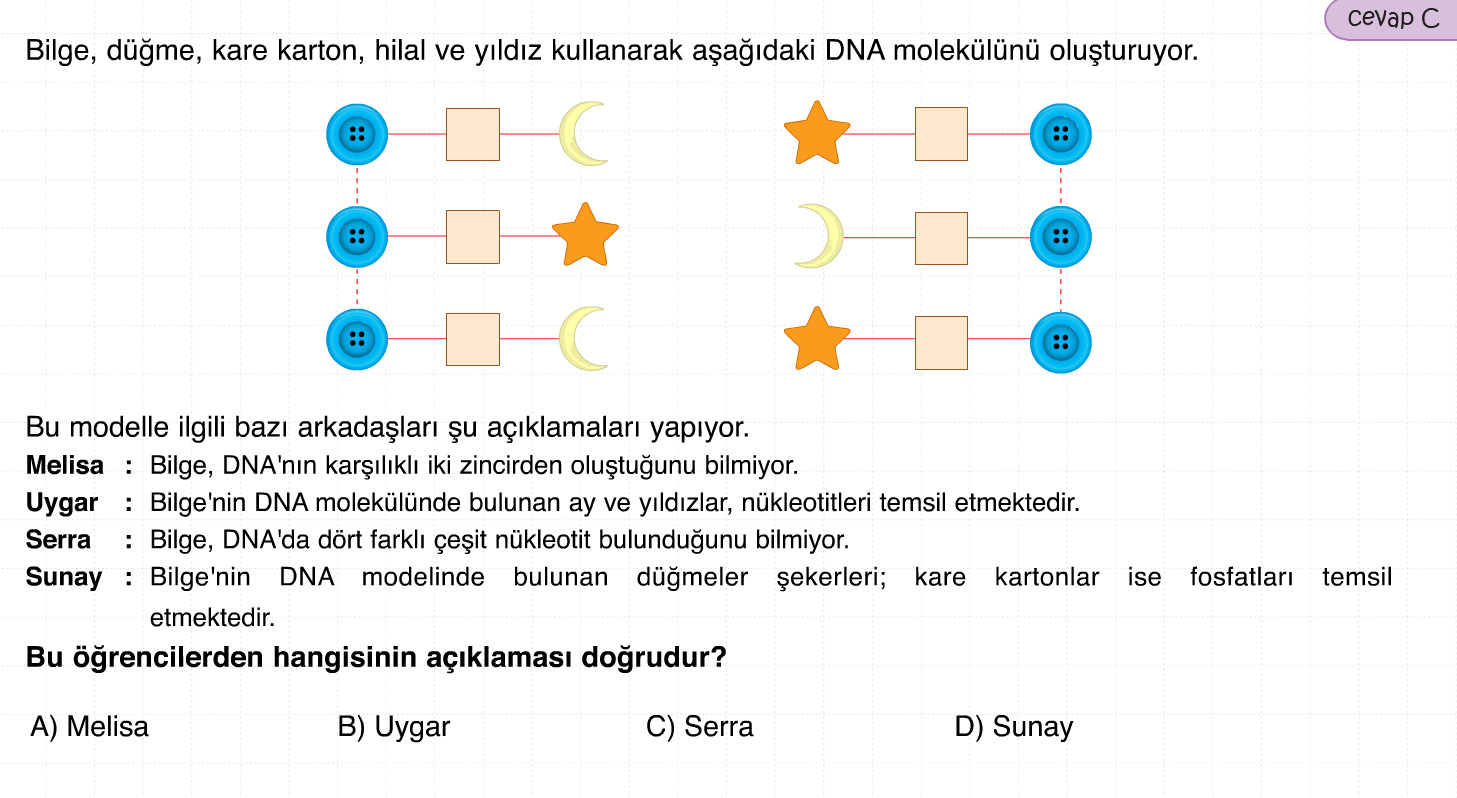 cevap C
Bilge, düğme, kare karton, hilal ve yıldız kullanarak aşağıdaki DNA molekülünü oluşturuyor.
Bu modelle ilgili bazı arkadaşları şu açıklamaları yapıyor.
Melisa : Bilge, DNA'nın karşılıklı iki zincirden oluştuğunu bilmiyor.
Uygar : Bilge'nin DNA molekülünde bulunan ay ve yıldızlar, nükleotitleri temsil etmektedir.
Serra : Bilge, DNA'da dört farklı çeşit nükleotit bulunduğunu bilmiyor.
Sunay : Bilge'nin DNA modelinde bulunan düğmeler şekerleri; kare kartonlar ise fosfatları temsil
etmektedir.
Bu öğrencilerden hangisinin açıklaması doğrudur?
A) Melisa B) Uygar C) Serra D) Sunay